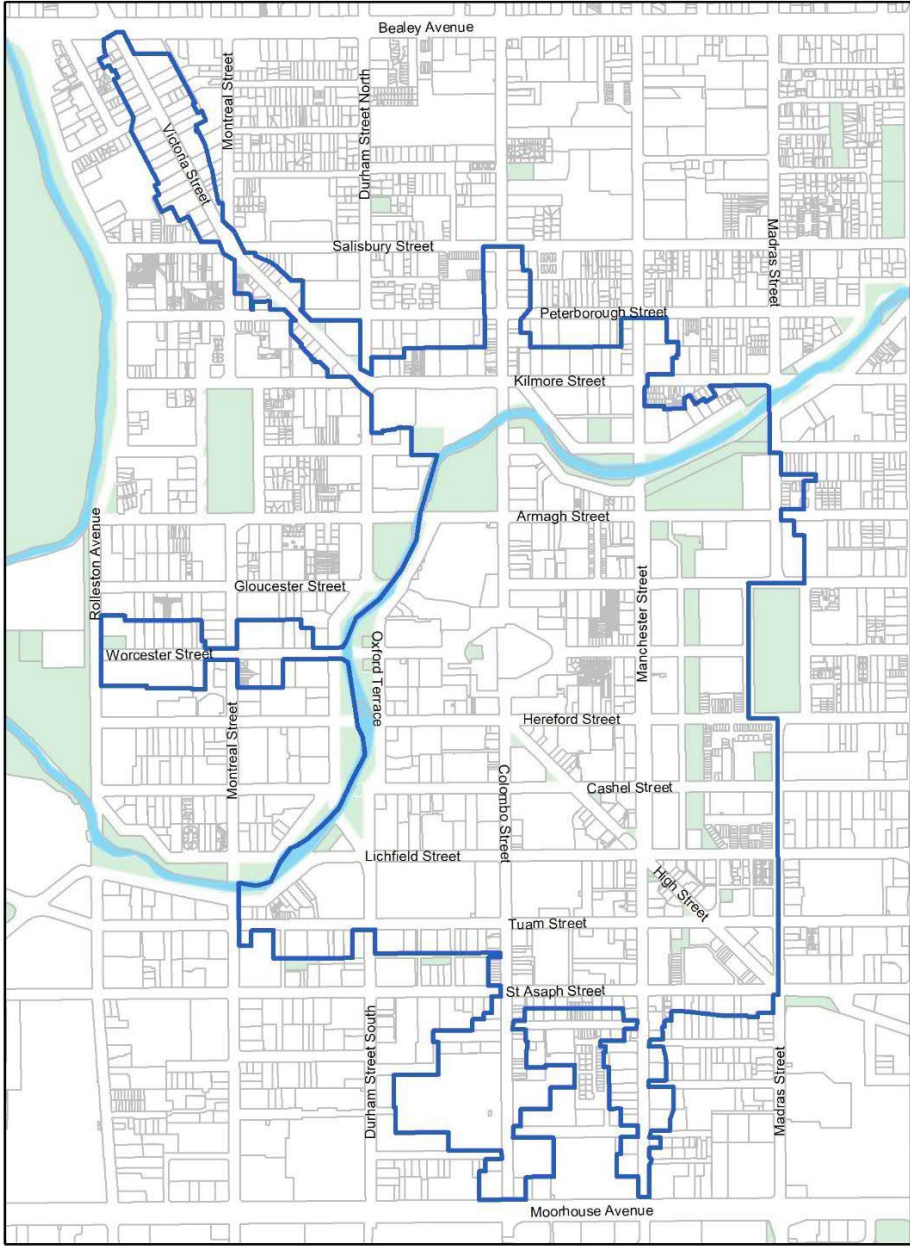 Bealey Avenue
Montreal Street
Durham Street North
Victoria Street
Salisbury Street
Madras Street
Peterborough Street
Kilmore Street
Armagh Street
Rolleston Avenue
Gloucester Street
Manchester Street
Worcester Street
Oxford Terrace
Hereford Street
Montreal Street
Cashel Street
Colombo Street
Lichfield Street
High Street
Tuam Street
St Asaph Street
Durham Street South
Madras Street
Moorhouse Avenue